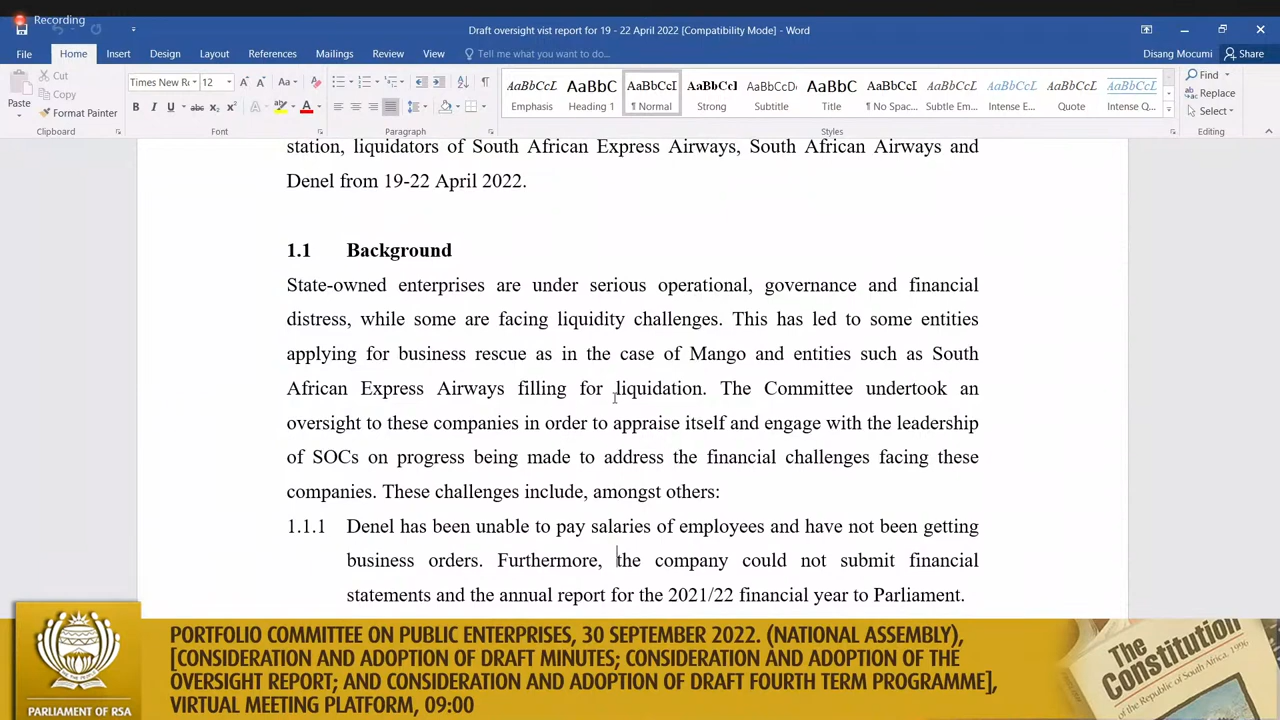 Recording
Draft oversight vist report for 19 - 22 April 2022 [Compatibility Mode] - Word
File Home Insert Design Layout References Mailings Review View Tell me what you want to do... Disang Mocumi Share
Paste
Cut
Copy
Format Painter
Clipboard
Times New R 12
Font
Paragraph
AaBbCcL AaBbC AaBbCcI AaBbCcI AaBbCcD AaBbC AaBbCcI AaBbCcL AaBbCcL AaBbCcL AaBbCcL
Emphasis Heading 1 ¶ Normal Strong Subtitle Title ¶ No Spac... Subtle Em... Intense E... Quote Intense Q...
Styles
Find
Replace
Select
Editing
station, liquidators of South African Express Airways, South African Airways and
Denel from 19-22 April 2022.
1.1 Background
State-owned enterprises are under serious operational, governance and financial
distress, while some are facing liquidity challenges. This has led to some entities
applying for business rescue as in the case of Mango and entities such as South
African Express Airways filling for liquidation. The Committee undertook an
oversight to these companies in order to appraise itself and engage with the leadership
of SOCs on progress being made to address the financial challenges facing these
companies. These challenges include, amongst others:
1.1.1 Denel has been unable to pay salaries of employees and have not been getting
business orders. Furthermore, the company could not submit financial
statements and the annual report for the 2021/22 financial year to Parliament.
PORTFOLIO COMMITTEE ON PUBLIC ENTERPRISES, 30 SEPTEMBER 2022. (NATIONAL ASSEMBLY),
[CONSIDERATION AND ADOPTION OF DRAFT MINUTES; CONSIDERATION AND ADOPTION OF THE
OVERSIGHT REPORT; AND CONSIDERATION AND ADOPTION OF DRAFT FOURTH TERM PROGRAMME],
VIRTUAL MEETING PLATFORM, 09:00
PARLIAMENT OF RSA
The
Constitution
of the Republic of South Africa, 1996